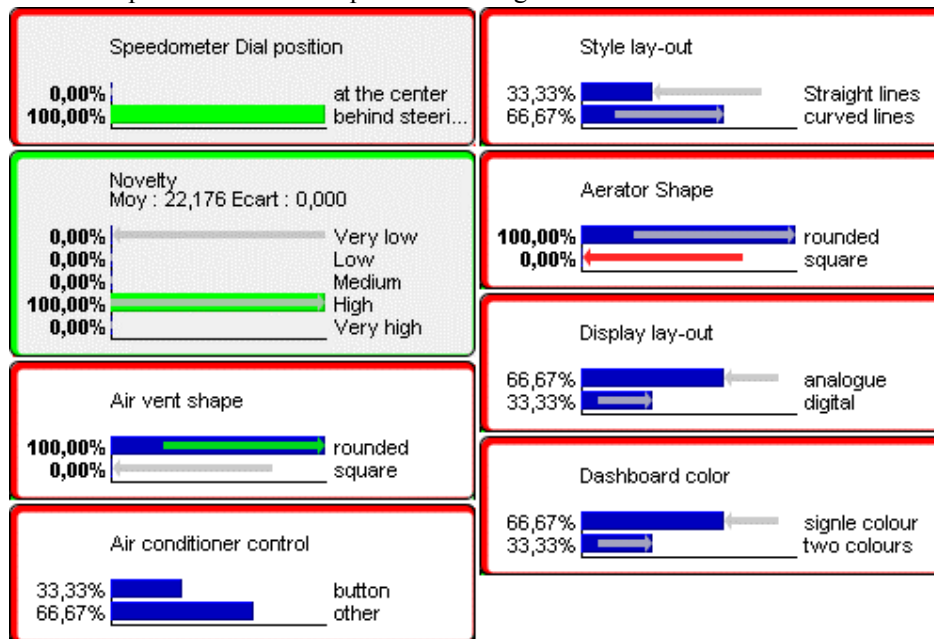 Speedometer Dial position
0,00% at the center
100,00% behind steeri...
Novelty
Moy : 22,176 Ecart : 0,000
0,00% Very low
0,00% Low
0,00% Medium
100,00% High
0,00% Very high
Air vent shape
100,00% rounded
0,00% square
Air conditioner control
33,33% button
66,67% other
Style lay-out
33,33% Straight lines
66,67% curved lines
Aerator Shape
100,00% rounded
0,00% square
Display lay-out
66,67% analogue
33,33% digital
Dashboard color
66,67% signle colour
33,33% two colours